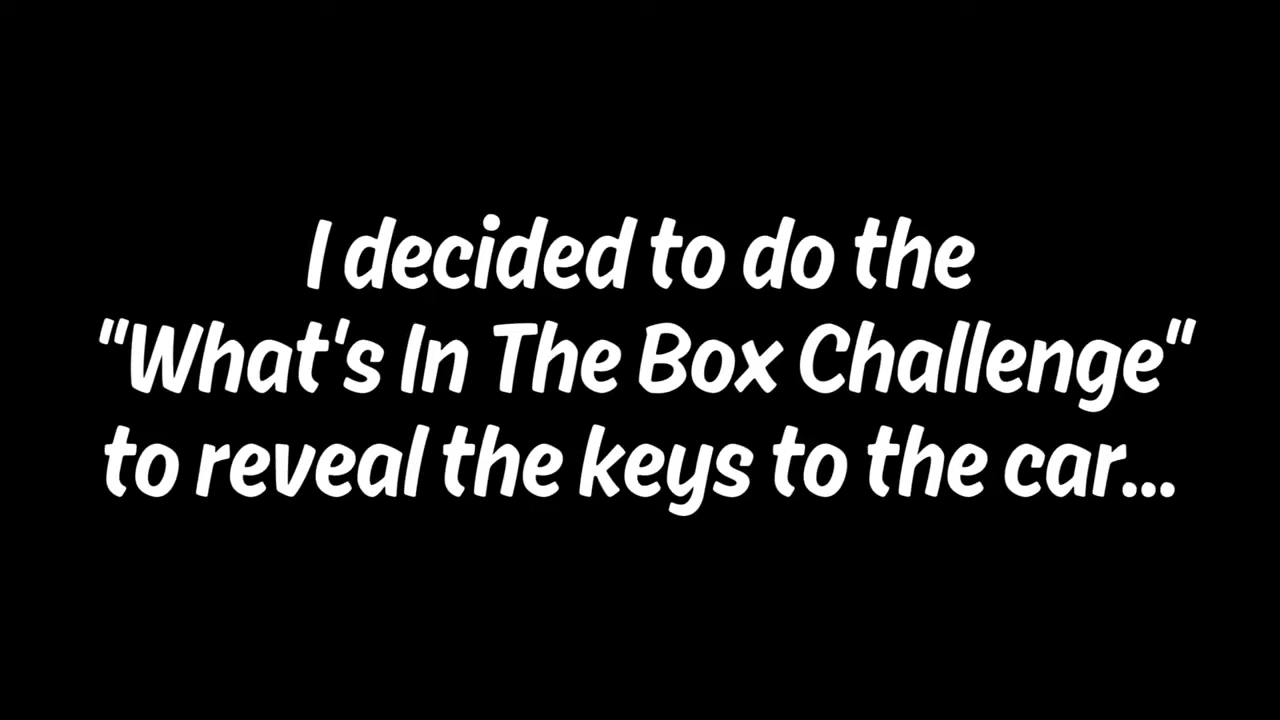 I decided to do the
"What's In The Box Challenge"
to reveal the keys to the car...